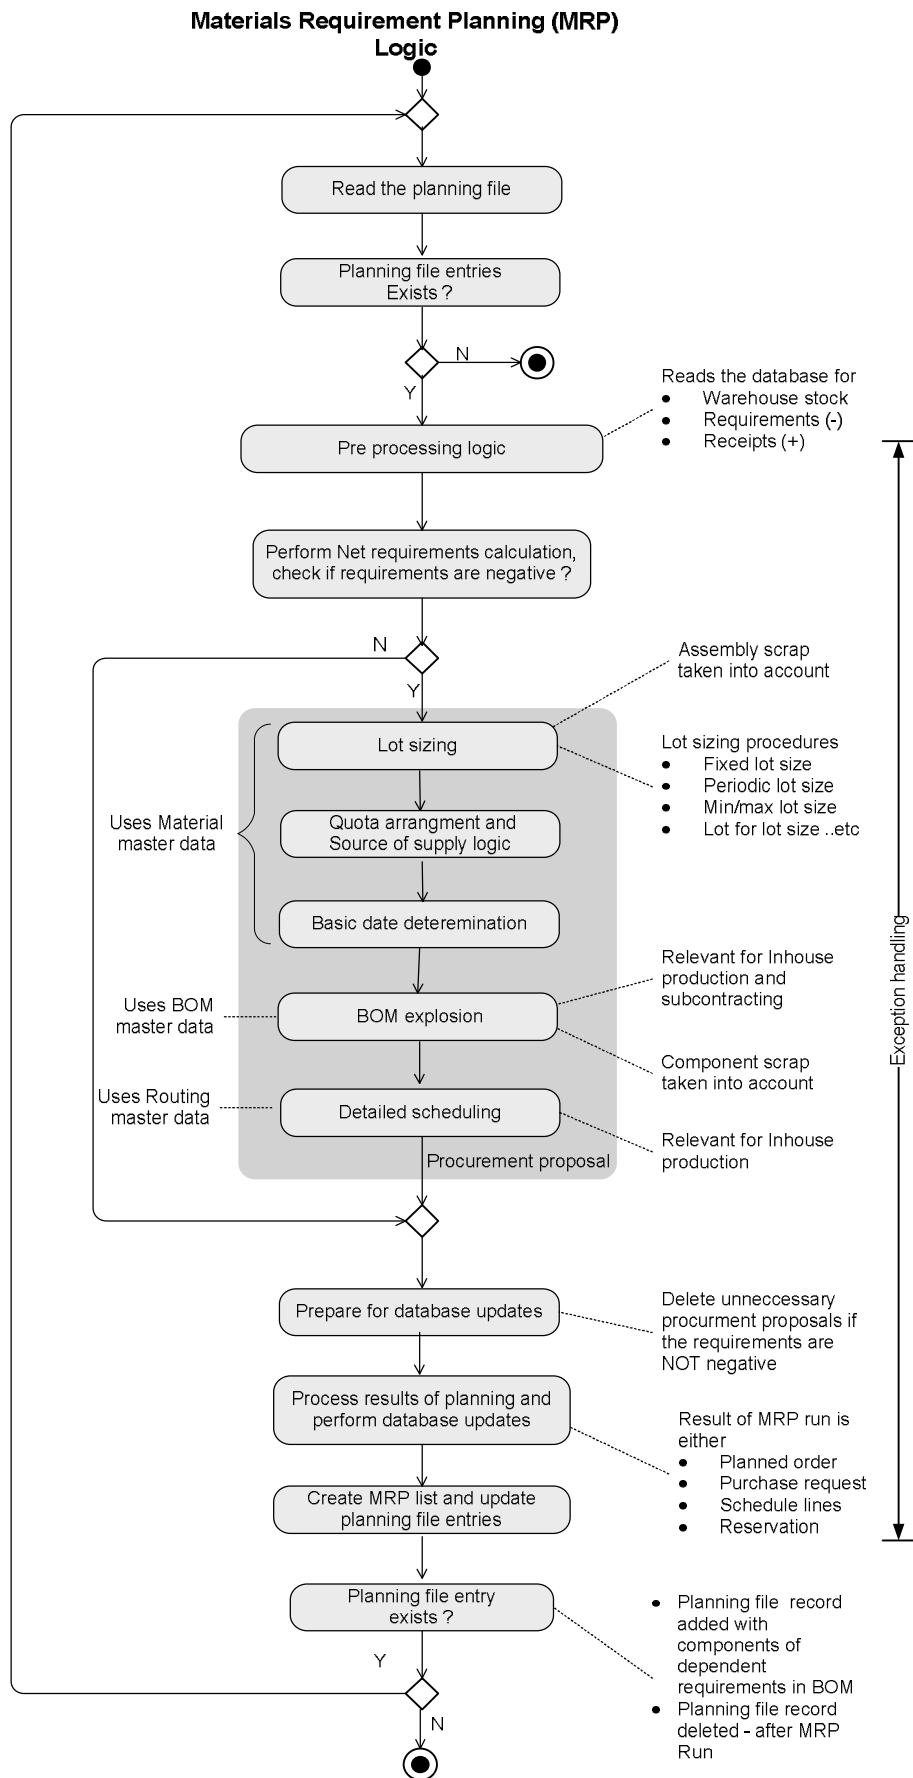 Materials Requirement Planning (MRP)
Logic
Read the planning file
Planning file entries
Exists ?
N
Y
Reads the database for
● Warehouse stock
● Requirements (-)
● Receipts (+)
Pre processing logic
Perform Net requirements calculation,
check if requirements are negative ?
N
Y
Assembly scrap
taken into account
Lot sizing
Lot sizing procedures
● Fixed lot size
● Periodic lot size
● Min/max lot size
● Lot for lot size ..etc
Uses Material
master data
Quota arrangment and
Source of supply logic
Basic date deteremination
Exception handling
Relevant for Inhouse
production and
subcontracting
Uses BOM
master data
BOM explosion
Component scrap
taken into account
Uses Routing
master data
Detailed scheduling
Relevant for Inhouse
production
Procurement proposal
Prepare for database updates
Delete unneccessary
procurment proposals if
the requirements are
NOT negative
Process results of planning and
perform database updates
Result of MRP run is
either
● Planned order
● Purchase request
● Schedule lines
● Reservation
Create MRP list and update
planning file entries
Planning file entry
exists ?
● Planning file record
added with
components of
dependent
requirements in BOM
● Planning file record
deleted - after MRP
Run
Y
N